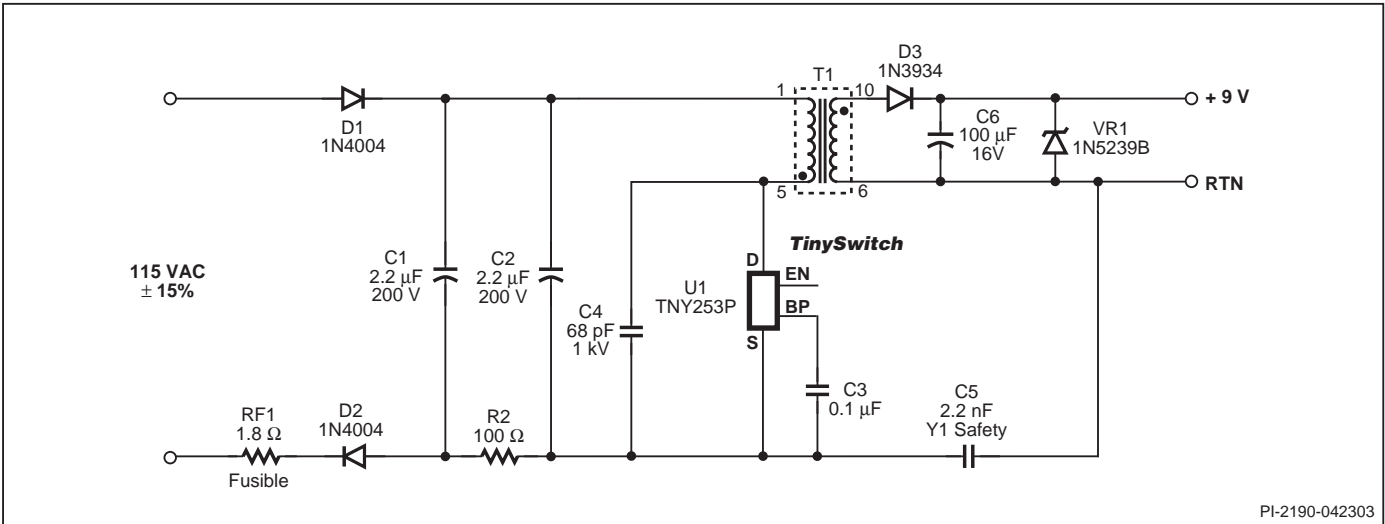 D3
1N3934
T1
1
10
+ 9 V
D1
1N4004
C6
100 µF
16V
VR1
1N5239B
5
6
RTN
TinySwitch
115 VAC
± 15%
C1
2.2 µF
200 V
C2
2.2 µF
200 V
D
EN
U1
TNY253P
BP
S
C4
68 pF
1 kV
C3
0.1 µF
C5
2.2 nF
Y1 Safety
RF1
1.8 Ω
Fusible
D2
1N4004
R2
100 Ω
PI-2190-042303